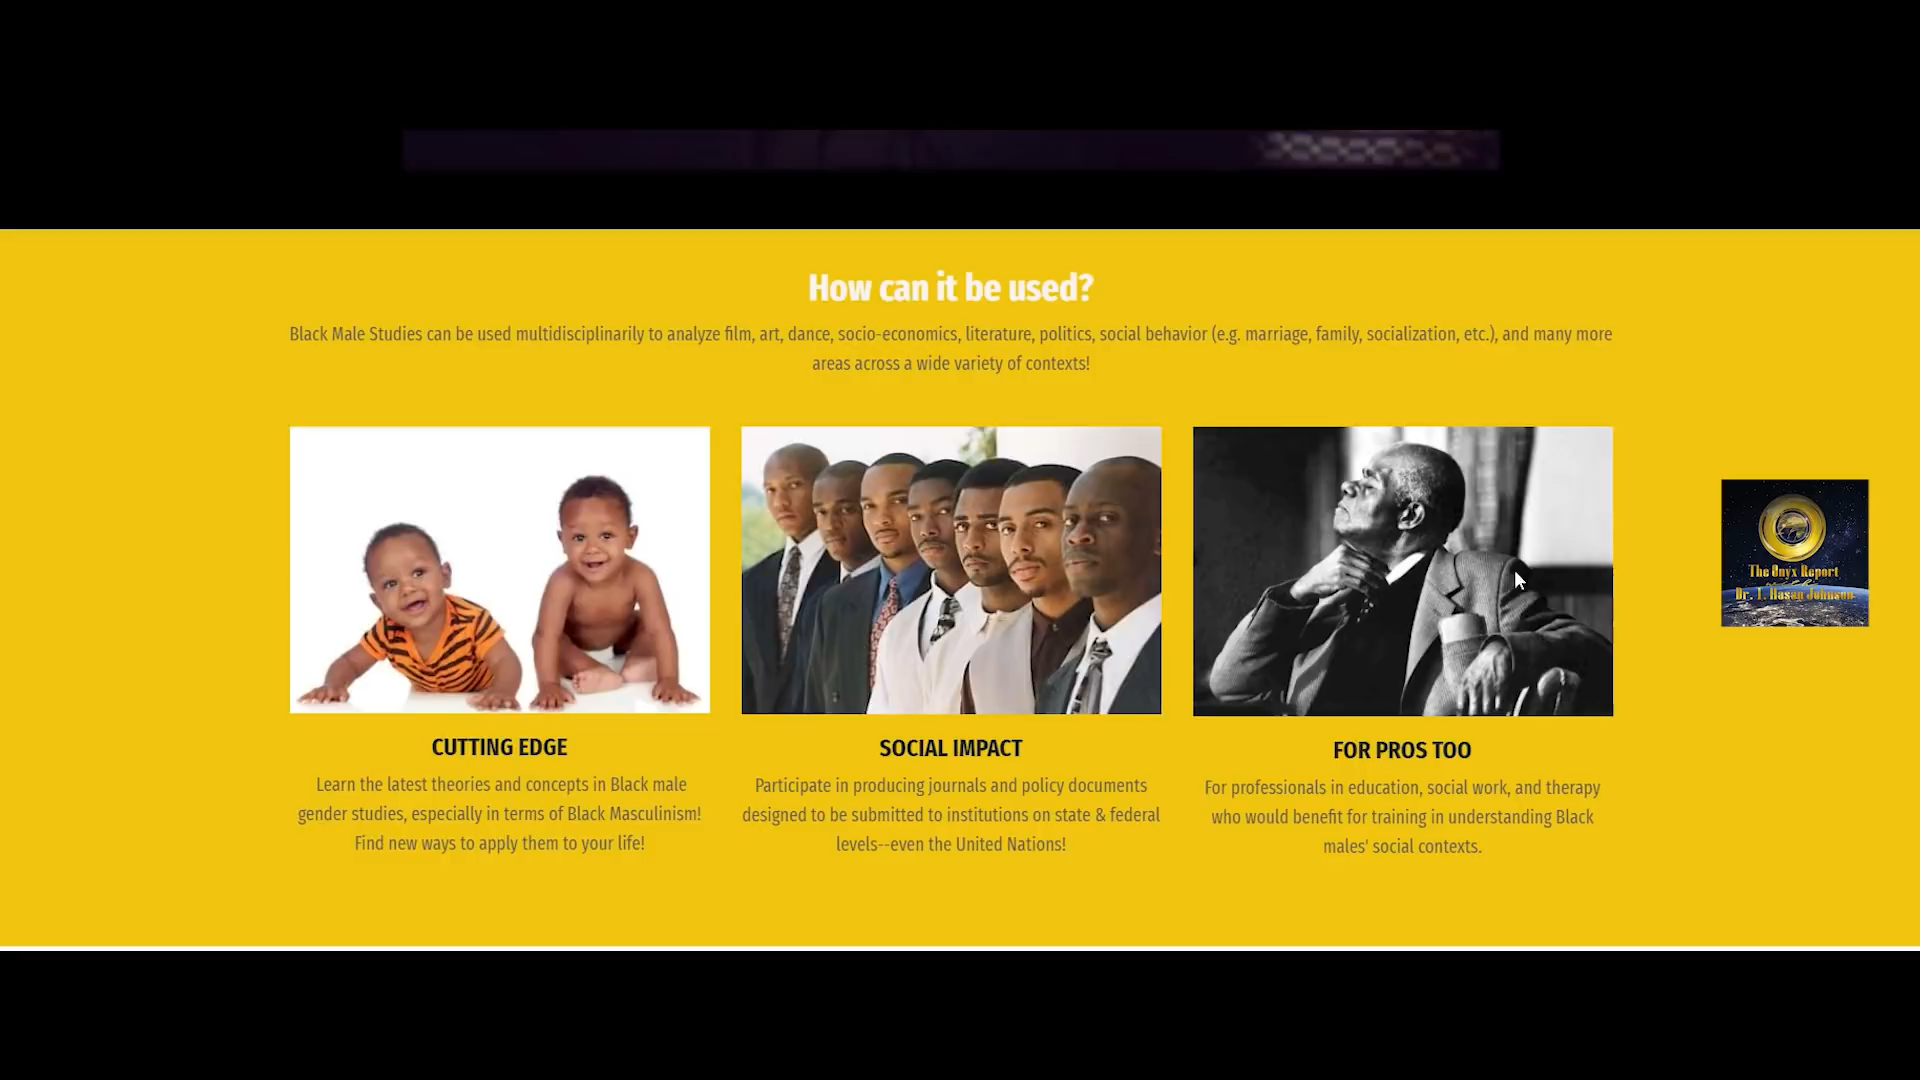 How can it be used?
Black Male Studies can be used multidisciplinarily to analyze film, art, dance, socio-economics, literature, politics, social behavior (e.g. marriage, family, socialization, etc.), and many more
areas across a wide variety of contexts!
CUTTING EDGE
Learn the latest theories and concepts in Black male
gender studies, especially in terms of Black Masculinism!
Find new ways to apply them to your life!
SOCIAL IMPACT
Participate in producing journals and policy documents
designed to be submitted to institutions on state & federal
levels--even the United Nations!
FOR PROS TOO
For professionals in education, social work, and therapy
who would benefit for training in understanding Black
males' social contexts.
The Onyx Report
Dr. T. Hasan Johnson